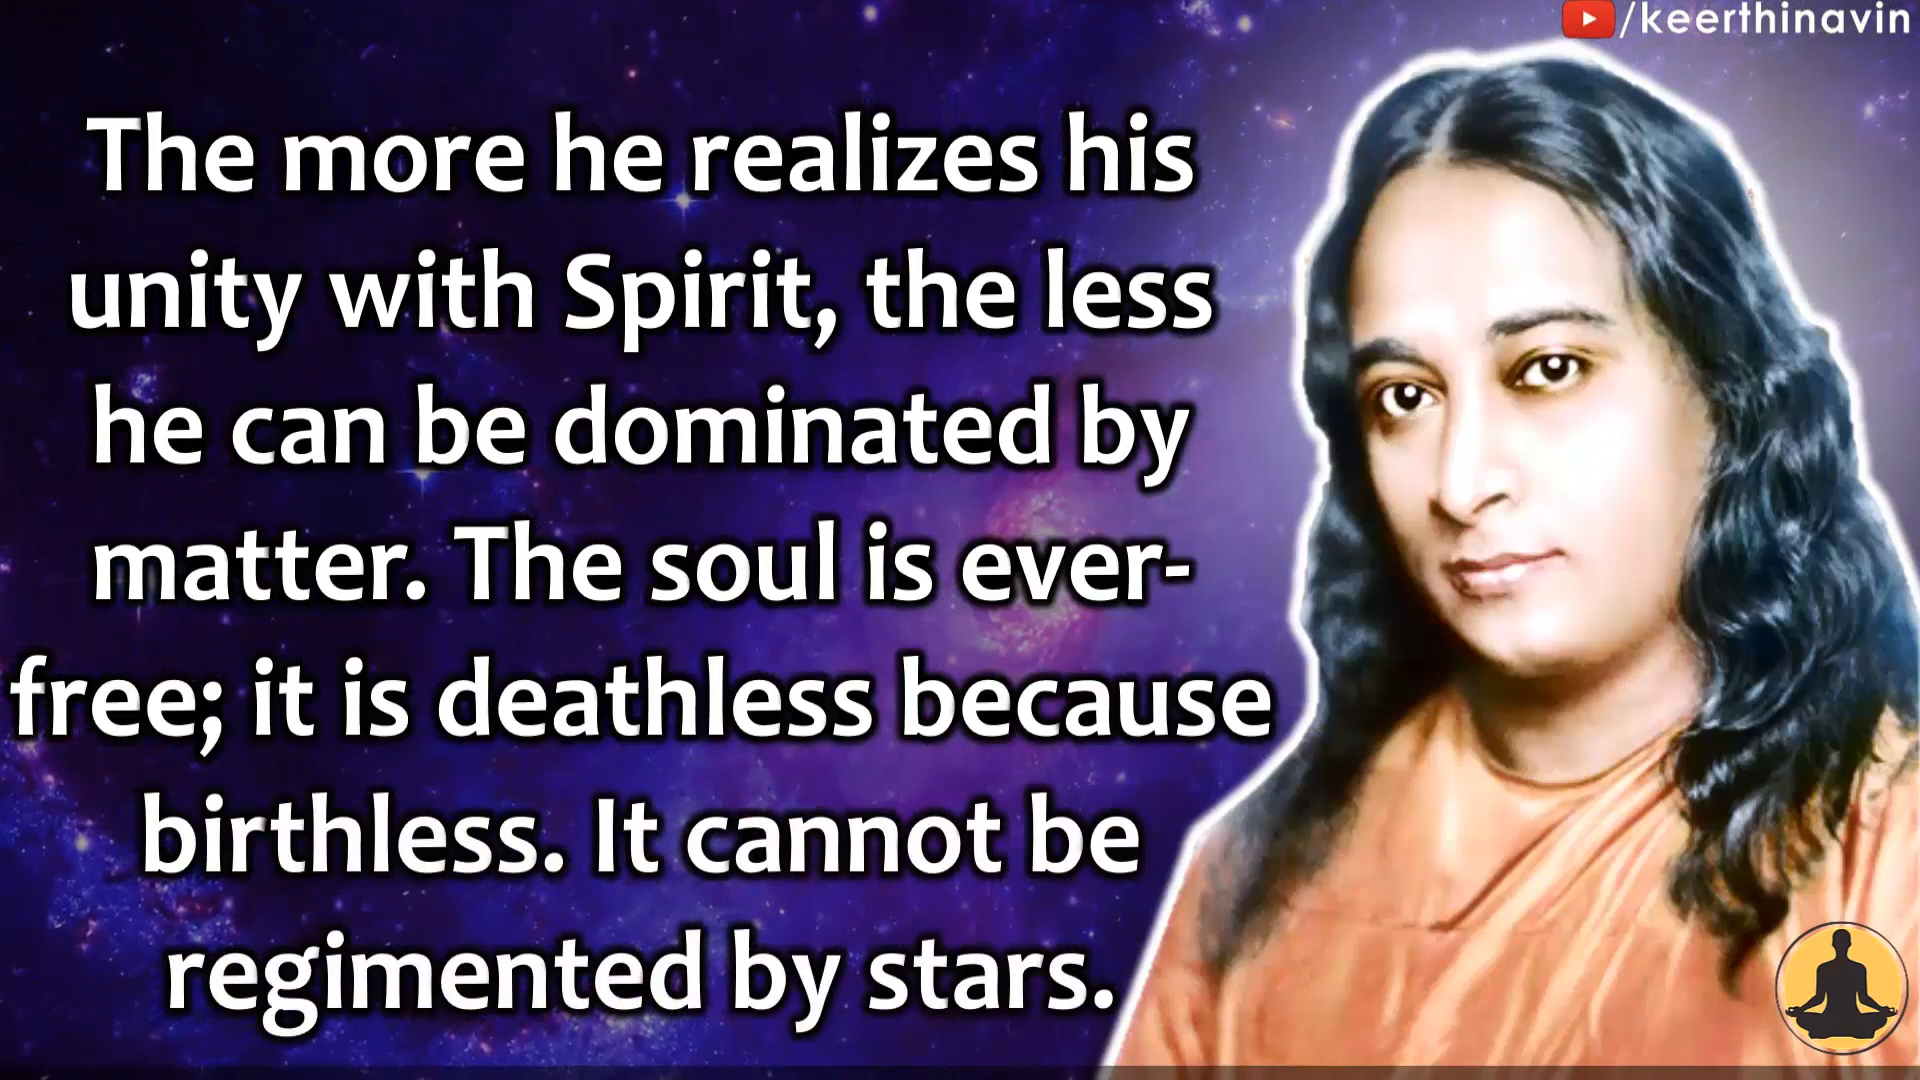 /keerthinavin
The more he realizes his
unity with Spirit, the less
he can be dominated by
matter. The soul is ever-
free; it is deathless because
birthless. It cannot be
regimented by stars.